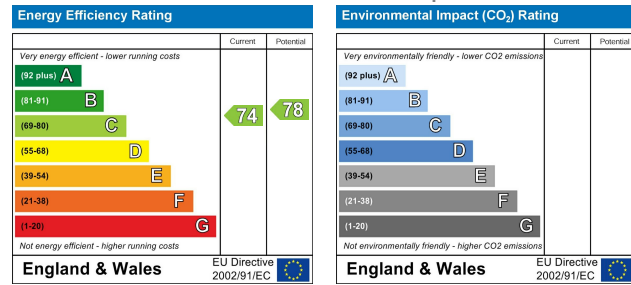 Energy Efficiency Rating
Current Potential
Very energy efficient - lower running costs
(92 plus) A
(81-91) B
(69-80) C
(55-68) D
(39-54) E
(21-38) F
(1-20) G
74
78
Not energy efficient - higher running costs
England & Wales
EU Directive
2002/91/EC
Environmental Impact (CO₂) Rating
Current Potential
Very environmentally friendly - lower CO2 emissions
(92 plus) A
(81-91) B
(69-80) C
(55-68) D
(39-54) E
(21-38) F
(1-20) G
Not environmentally friendly - higher CO2 emissions
England & Wales
EU Directive
2002/91/EC